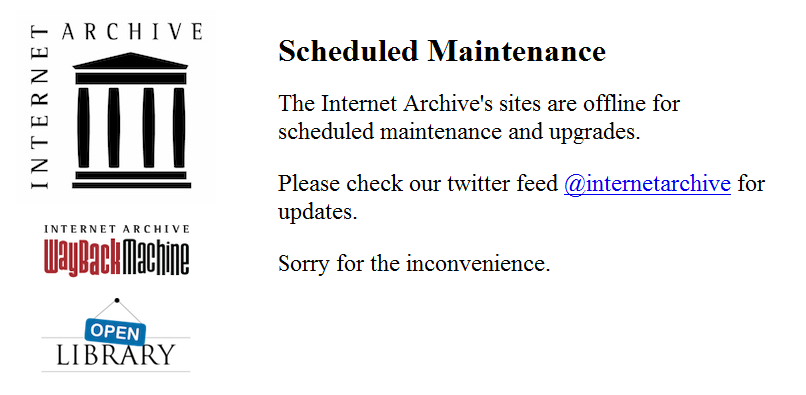 INTERNET ARCHIVE
INTERNET ARCHIVE
WayBackMachine
OPEN
LIBRARY
Scheduled Maintenance
The Internet Archive's sites are offline for
scheduled maintenance and upgrades.
Please check our twitter feed @internetarchive for
updates.
Sorry for the inconvenience.